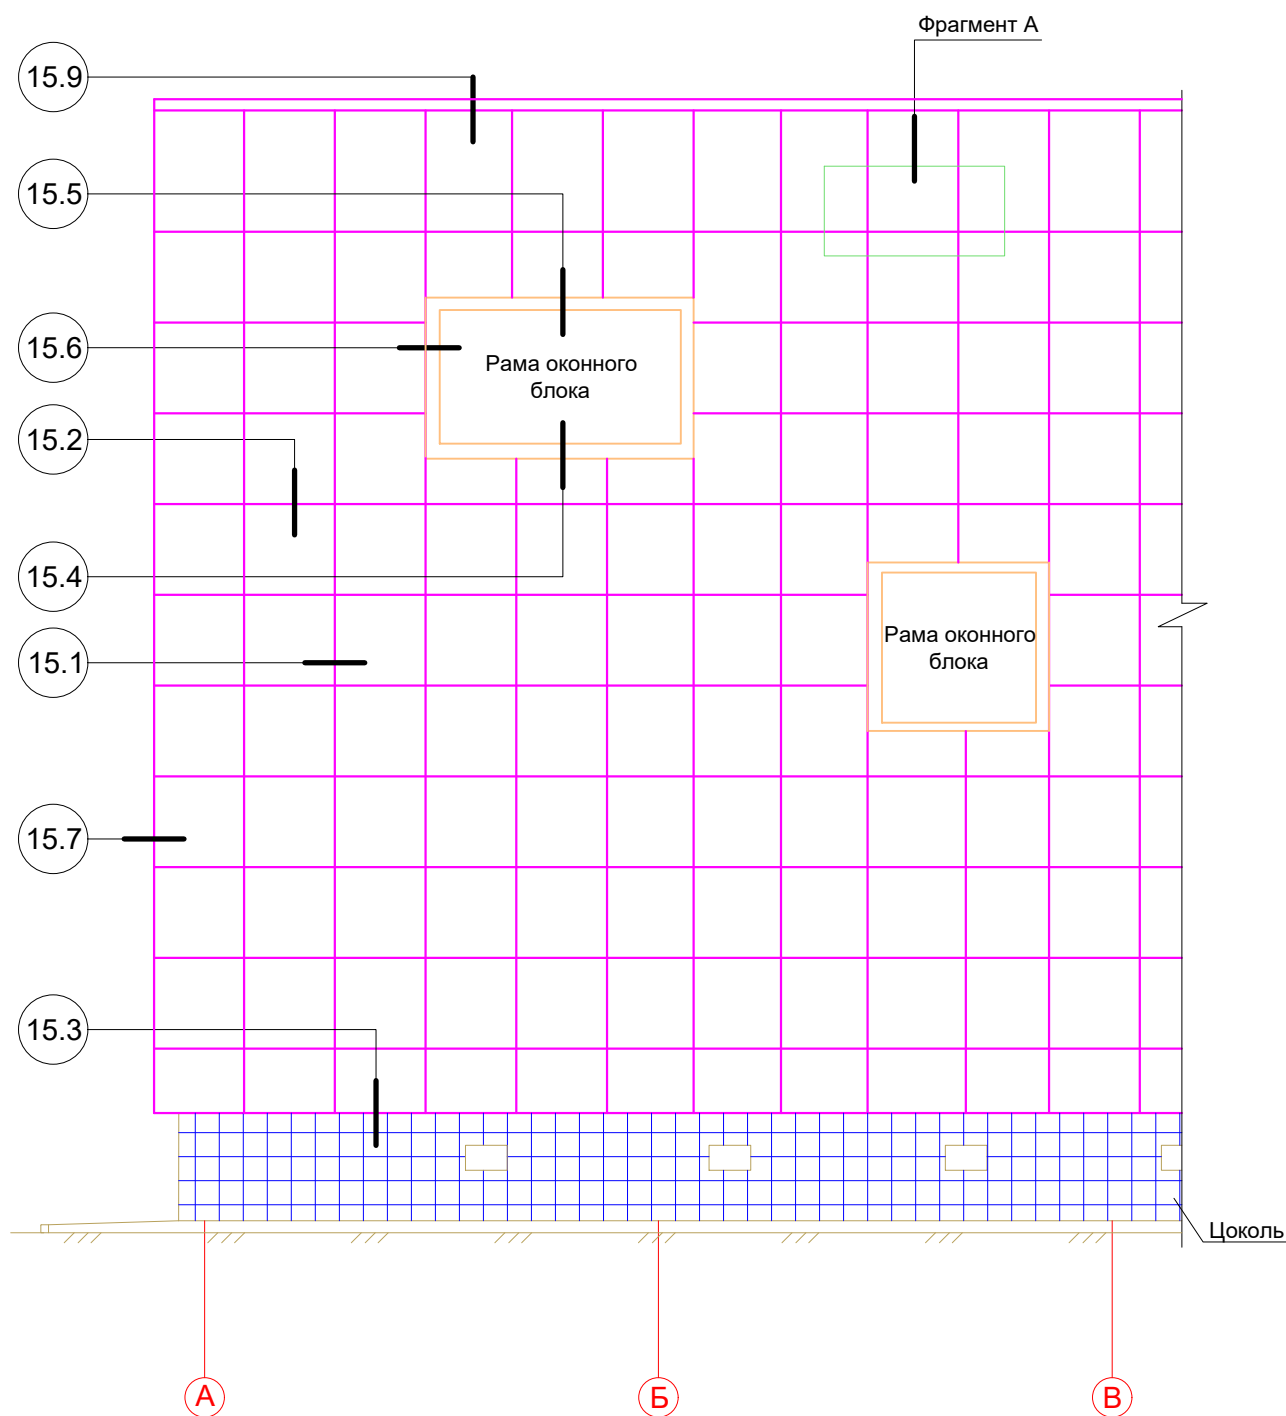 Фрагмент А
15.9
15.5
15.6
Рама оконного
блока
15.2
15.4
15.1
Рама оконного
блока
15.7
15.3
Цоколь
А
Б
В